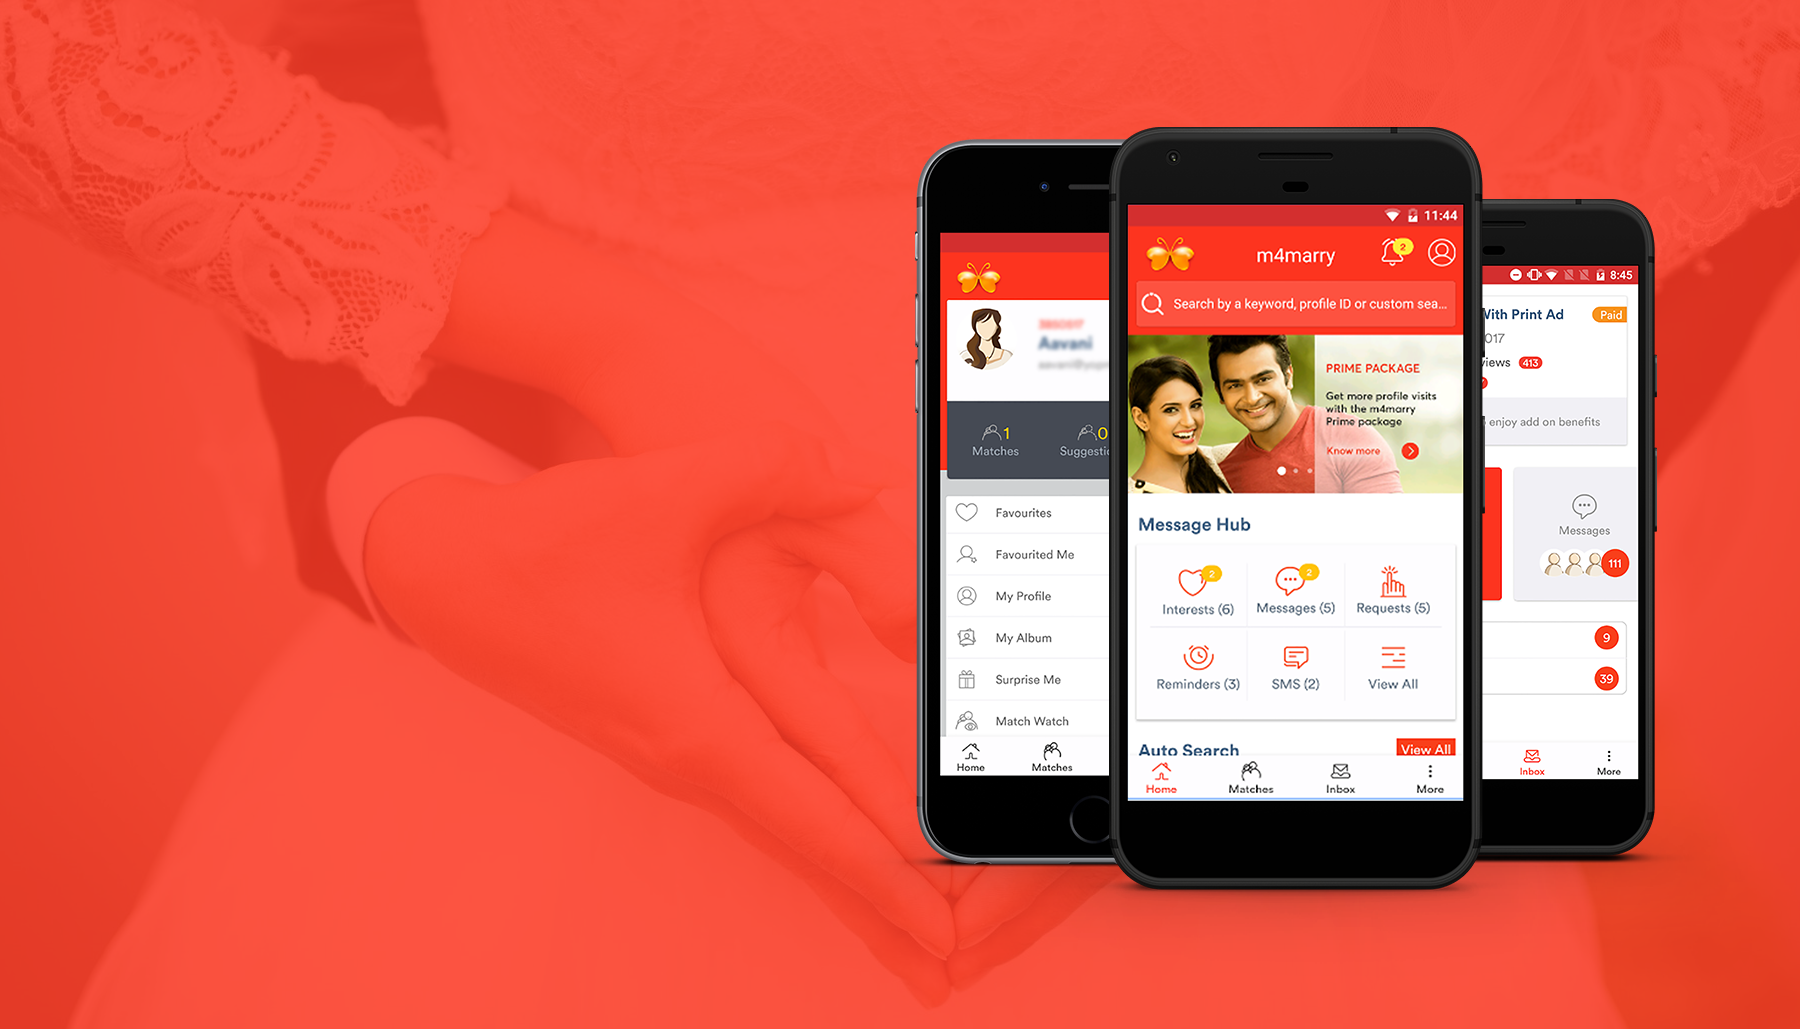 1
Matches
0
Suggestic
Favourites
Favourited Me
My Profile
My Album
Surprise Me
Match Watch
Home
Matches
11:44
m4marry
2
Search by a keyword, profile ID or custom sea...
PRIME PACKAGE
Get more profile visits
with the m4marry
Prime package
Know more
Message Hub
2
Interests (6)
2
Messages (5)
Requests (5)
Reminders (3)
SMS (2)
View All
Auto Search
View All
Home
Matches
Inbox
More
8:45
With Print Ad
Paid
017
iews
413
enjoy add on benefits
Messages
111
9
39
Inbox
More